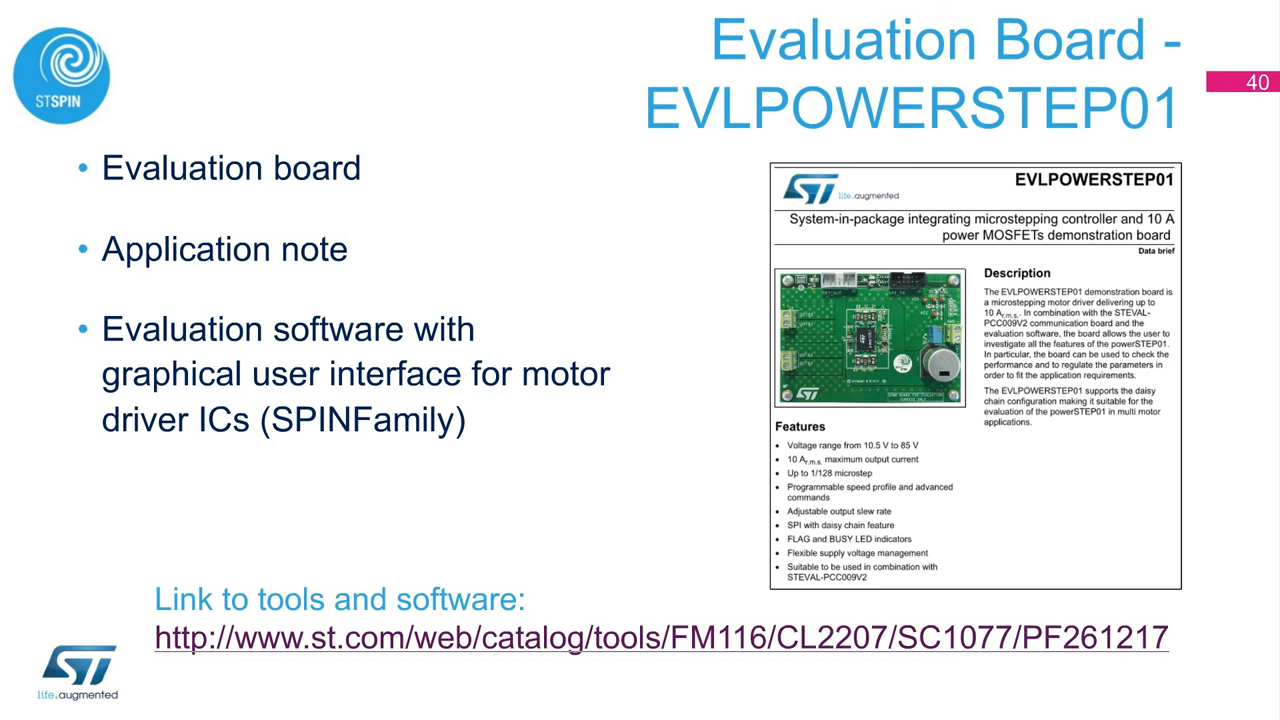 STSPIN
Evaluation Board -
EVLPOWERSTEP01
40
• Evaluation board
• Application note
• Evaluation software with
graphical user interface for motor
driver ICs (SPINFamily)
ST
life.augmented
EVLPOWERSTEP01
System-in-package integrating microstepping controller and 10 A
power MOSFETs demonstration board
Data brief
Description
The EVLPOWERSTEP01 demonstration board is
a microstepping motor driver delivering up to
10 Ar.m.s.. In combination with the STEVAL-
PCC009V2 communication board and the
evaluation software, the board allows the user to
investigate all the features of the powerSTEP01.
In particular, the board can be used to check the
performance and to regulate the parameters in
order to fit the application requirements.
The EVLPOWERSTEP01 supports the daisy
chain configuration making it suitable for the
evaluation of the powerSTEP01 in multi motor
applications.
Features
• Voltage range from 10.5 V to 85 V
• 10 Ar.m.s. maximum output current
• Up to 1/128 microstep
• Programmable speed profile and advanced
commands
• Adjustable output slew rate
• SPI with daisy chain feature
• FLAG and BUSY LED indicators
• Flexible supply voltage management
• Suitable to be used in combination with
STEVAL-PCC009V2
Link to tools and software:
http://www.st.com/web/catalog/tools/FM116/CL2207/SC1077/PF261217
ST
life.augmented